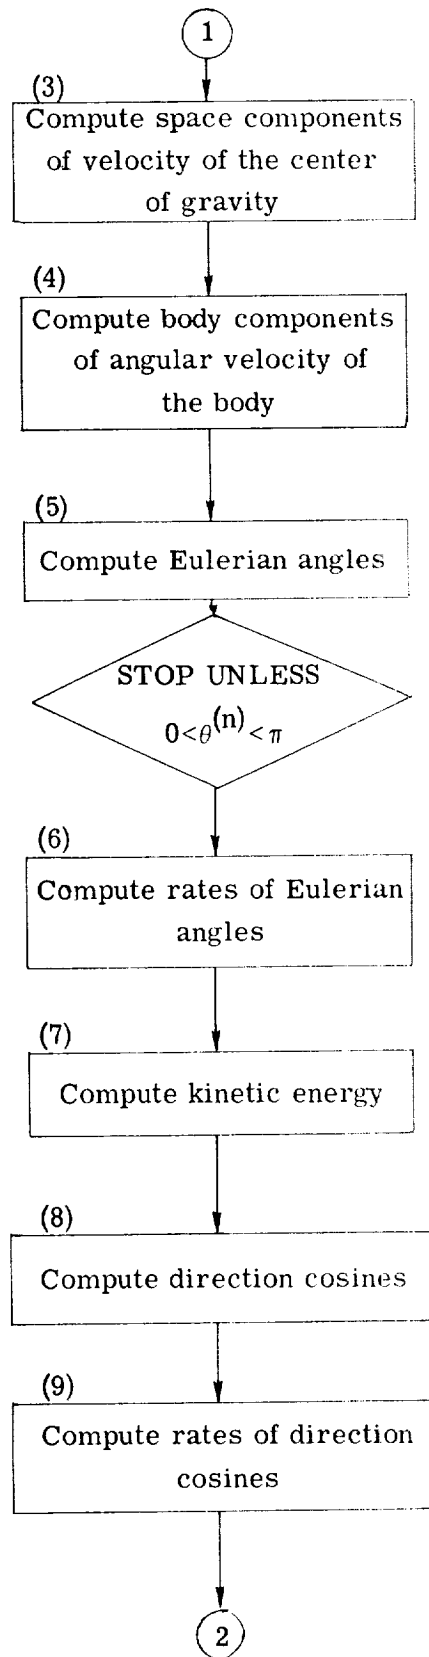 1
(3)
Compute space components
of velocity of the center
of gravity
(4)
Compute body components
of angular velocity of
the body
(5)
Compute Eulerian angles
STOP UNLESS
0<θ^(n)<π
(6)
Compute rates of Eulerian
angles
(7)
Compute kinetic energy
(8)
Compute direction cosines
(9)
Compute rates of direction
cosines
2